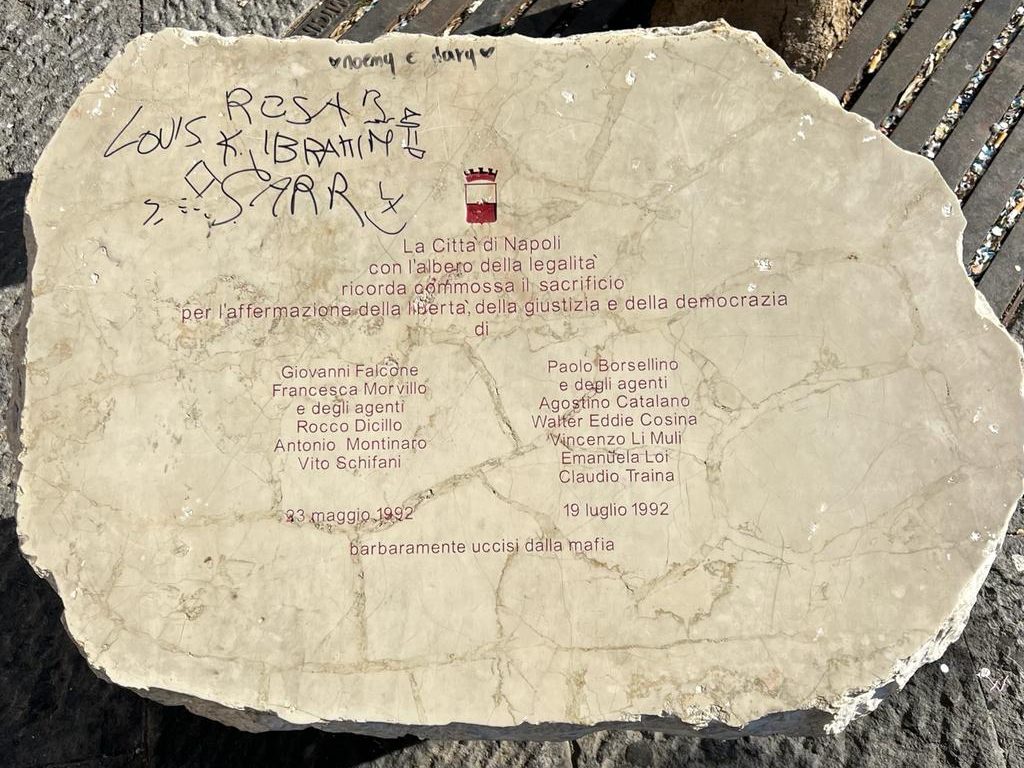 ♥noemy e dary♥
ROSA B
LOUIS K. IBRAHIM
SARR
La Città di Napoli
con l'albero della legalità
ricorda commossa il sacrificio
per l'affermazione della libertà, della giustizia e della democrazia
di
Giovanni Falcone
Francesca Morvillo
e degli agenti
Rocco Dicillo
Antonio Montinaro
Vito Schifani
23 maggio 1992
Paolo Borsellino
e degli agenti
Agostino Catalano
Walter Eddie Cosina
Vincenzo Li Muli
Emanuela Loi
Claudio Traina
19 luglio 1992
barbaramente uccisi dalla mafia